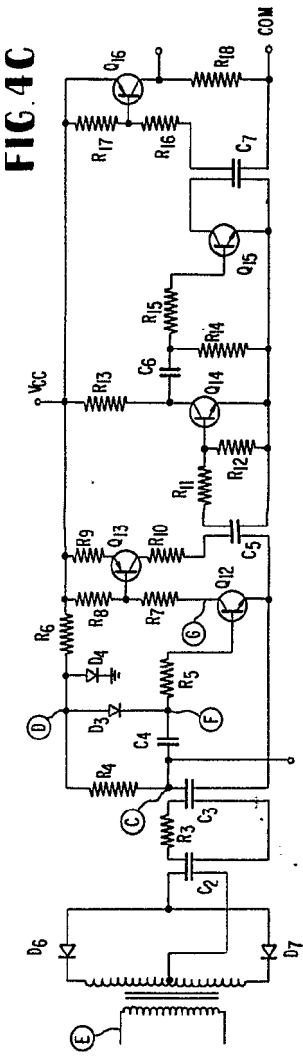 FIG. 4C
VCC
COM
R6
R9
R8
R7
R10
Q13
D4
D
D3
F
R4
C
C4
R5
G
Q12
C3
R3
C2
D6
D7
E
C5
R11
R12
R13
Q14
C6
R14
R15
Q15
C7
R17
R16
Q16
R18